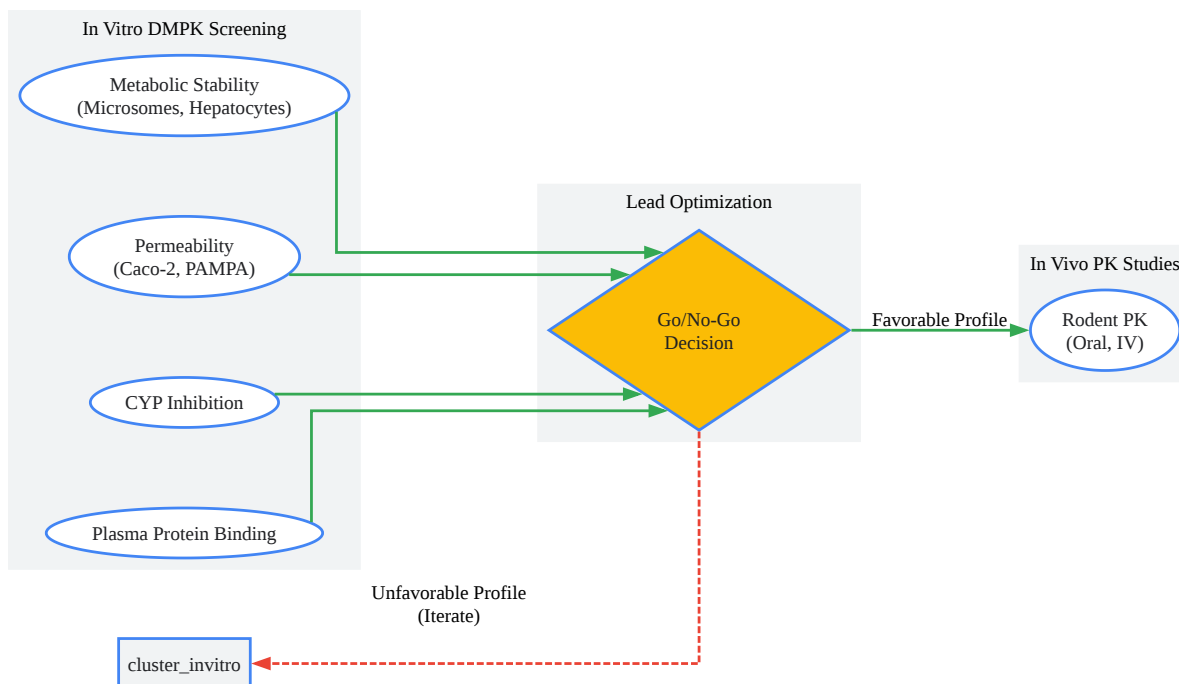 In Vitro DMPK Screening
Metabolic Stability
(Microsomes, Hepatocytes)
Permeability
(Caco-2, PAMPA)
CYP Inhibition
Plasma Protein Binding
Lead Optimization
Go/No-Go
Decision
Favorable Profile
In Vivo PK Studies
Rodent PK
(Oral, IV)
Unfavorable Profile
(Iterate)
cluster_invitro